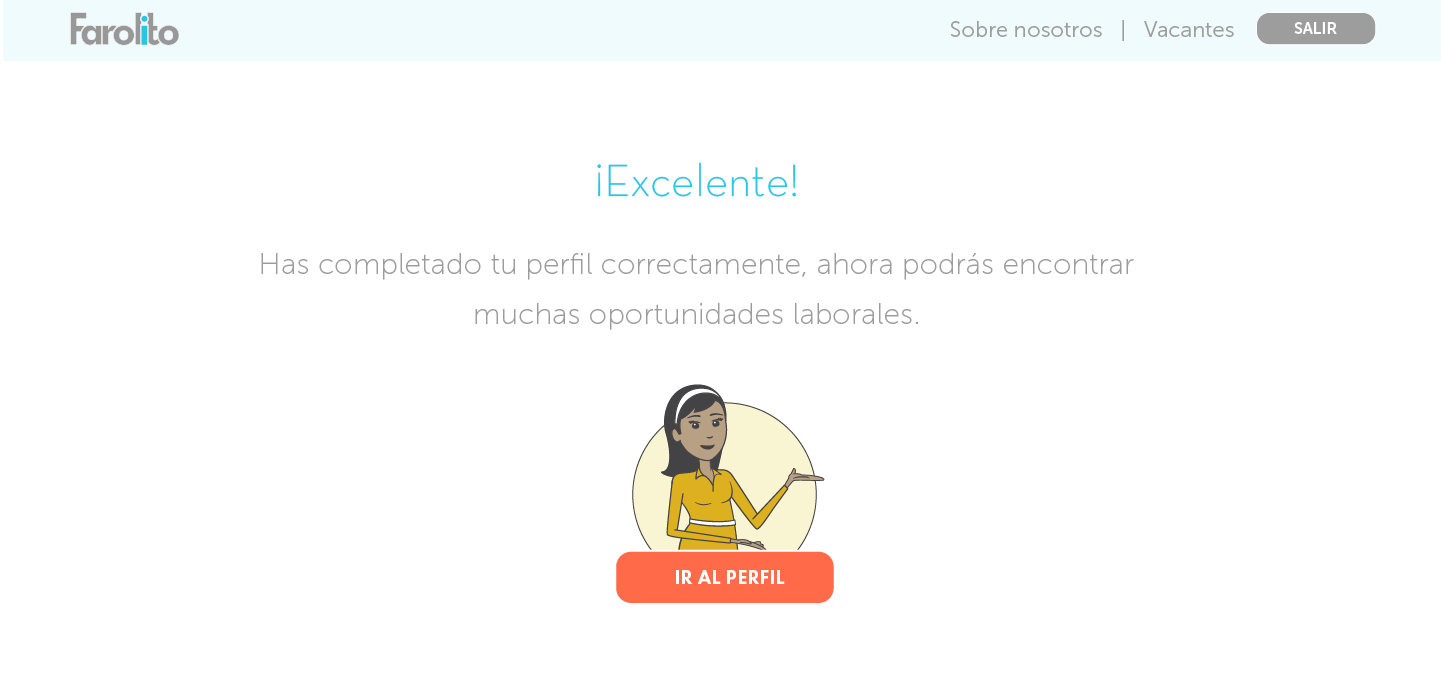 Farolito
Sobre nosotros | Vacantes
SALIR
¡Excelente!
Has completado tu perfil correctamente, ahora podrás encontrar
muchas oportunidades laborales.
IR AL PERFIL